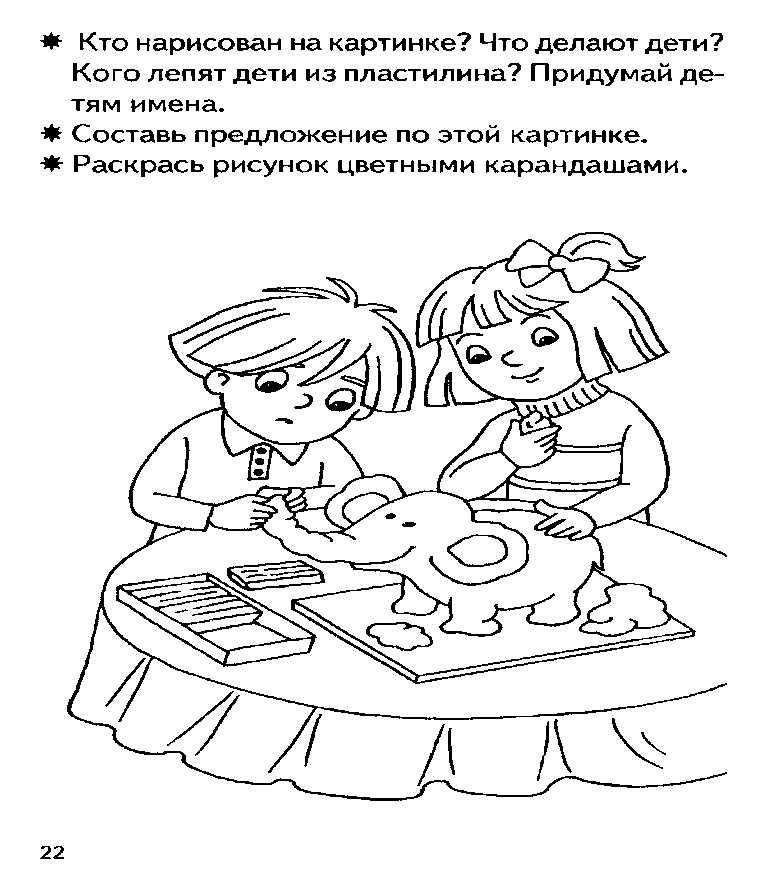 ✷ Кто нарисован на картинке? Что делают дети?
Кого лепят дети из пластилина? Придумай де-
тям имена.
✷ Составь предложение по этой картинке.
✷ Раскрась рисунок цветными карандашами.
22